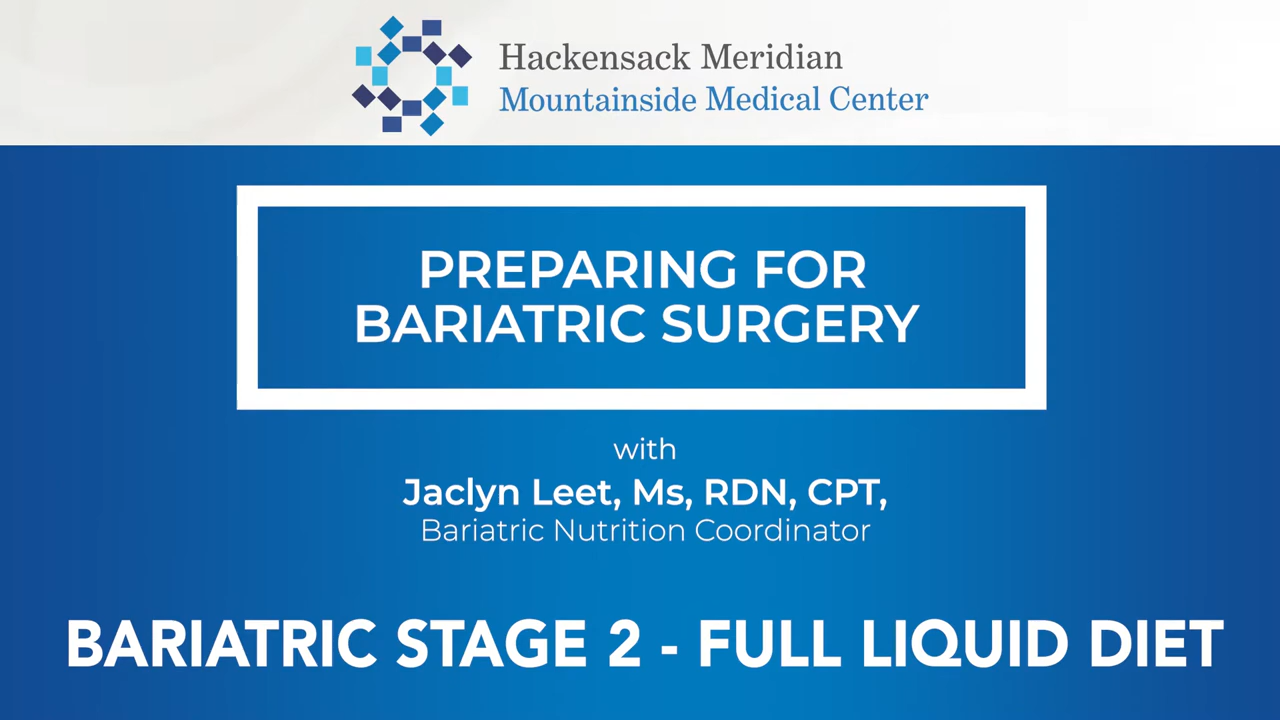 Hackensack Meridian
Mountainside Medical Center
PREPARING FOR
BARIATRIC SURGERY
with
Jaclyn Leet, Ms, RDN, CPT,
Bariatric Nutrition Coordinator
BARIATRIC STAGE 2 - FULL LIQUID DIET